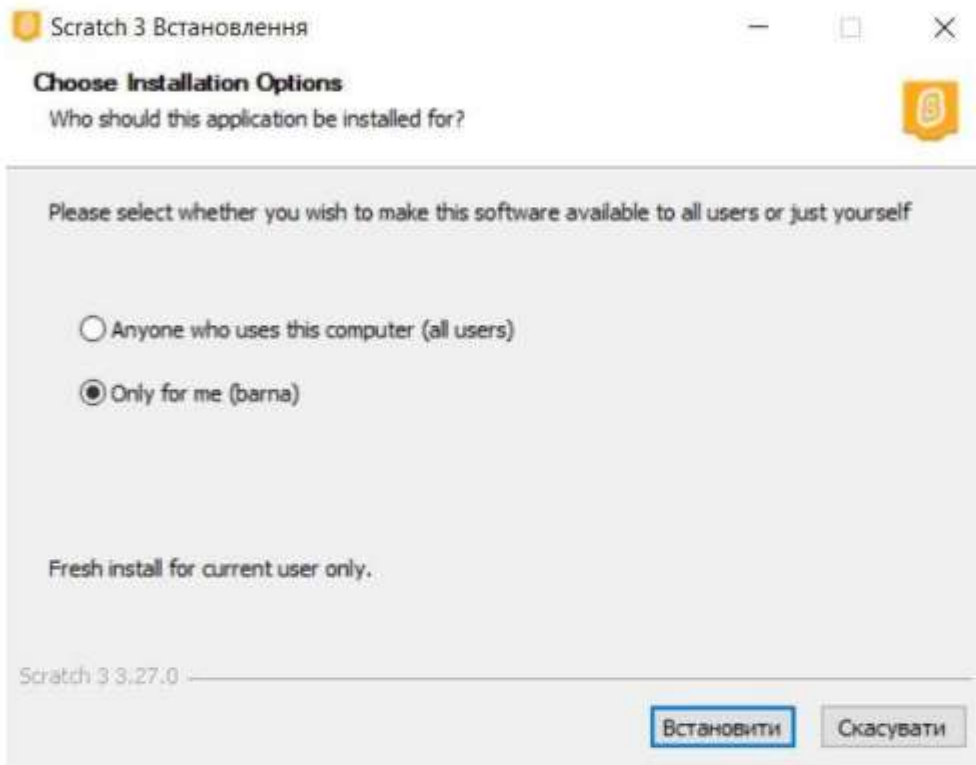 Scratch 3 Встановлення
Choose Installation Options
Who should this application be installed for?
Please select whether you wish to make this software available to all users or just yourself
Anyone who uses this computer (all users)
Only for me (barna)
Fresh install for current user only.
Scratch 3 3.27.0
Встановити Скасувати